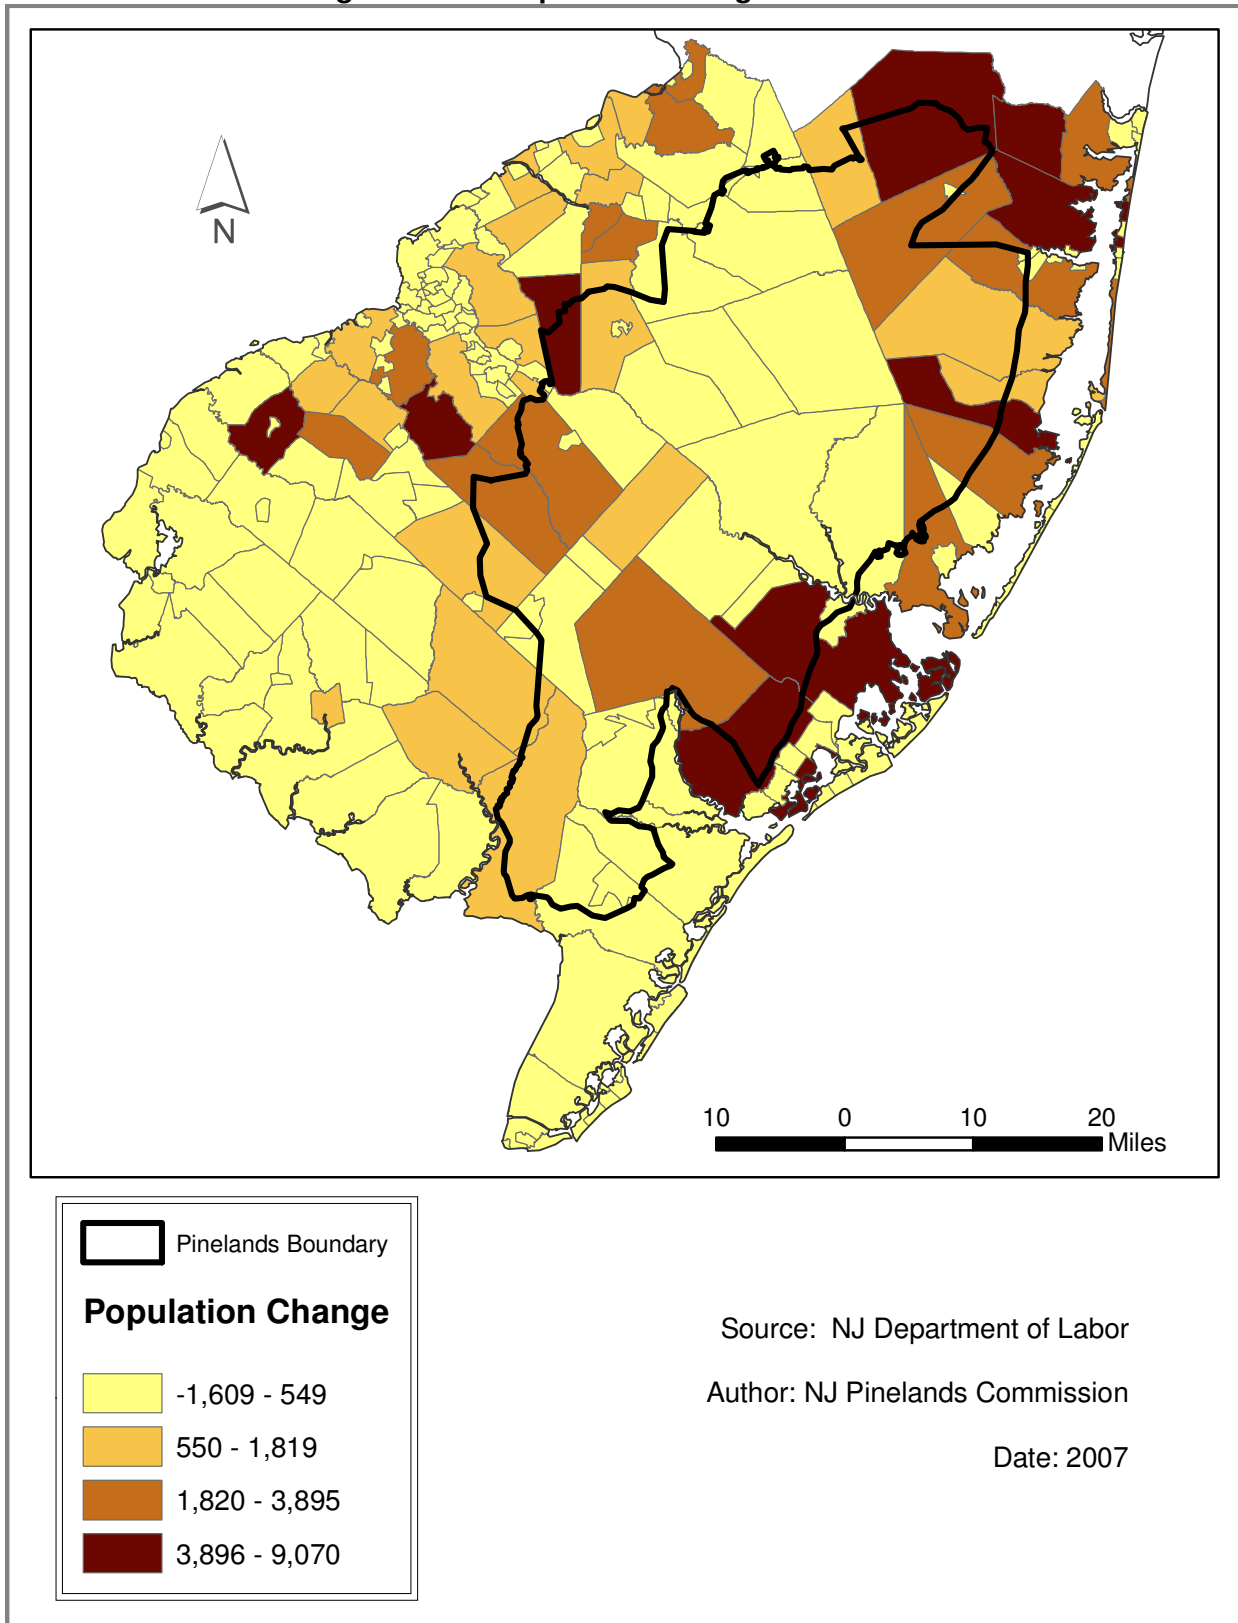 N
10 0 10 20
Miles
Pinelands Boundary
Population Change
-1,609 - 549
550 - 1,819
1,820 - 3,895
3,896 - 9,070
Source: NJ Department of Labor
Author: NJ Pinelands Commission
Date: 2007